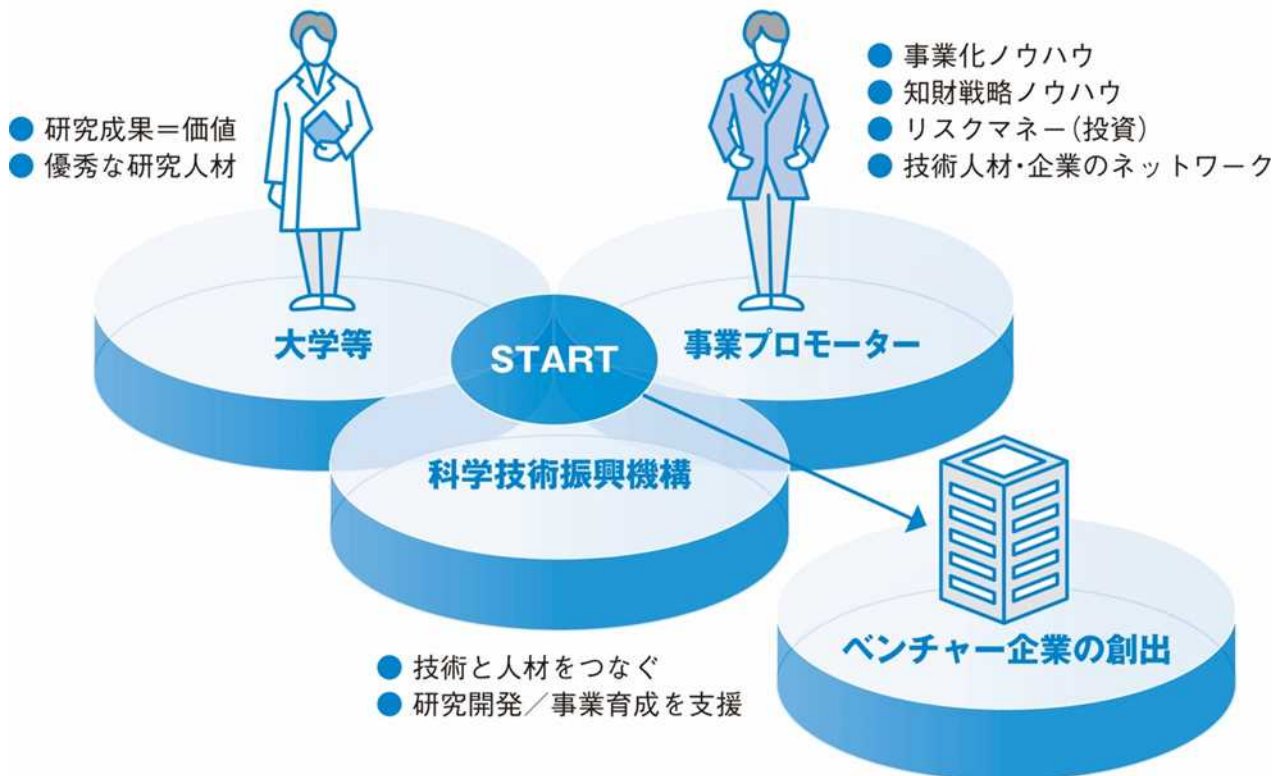 研究成果＝価値
優秀な研究人材
事業化ノウハウ
知財戦略ノウハウ
リスクマネー（投資）
技術人材・企業のネットワーク
大学等
START
事業プロモーター
科学技術振興機構
技術と人材をつなぐ
研究開発／事業育成を支援
ベンチャー企業の創出